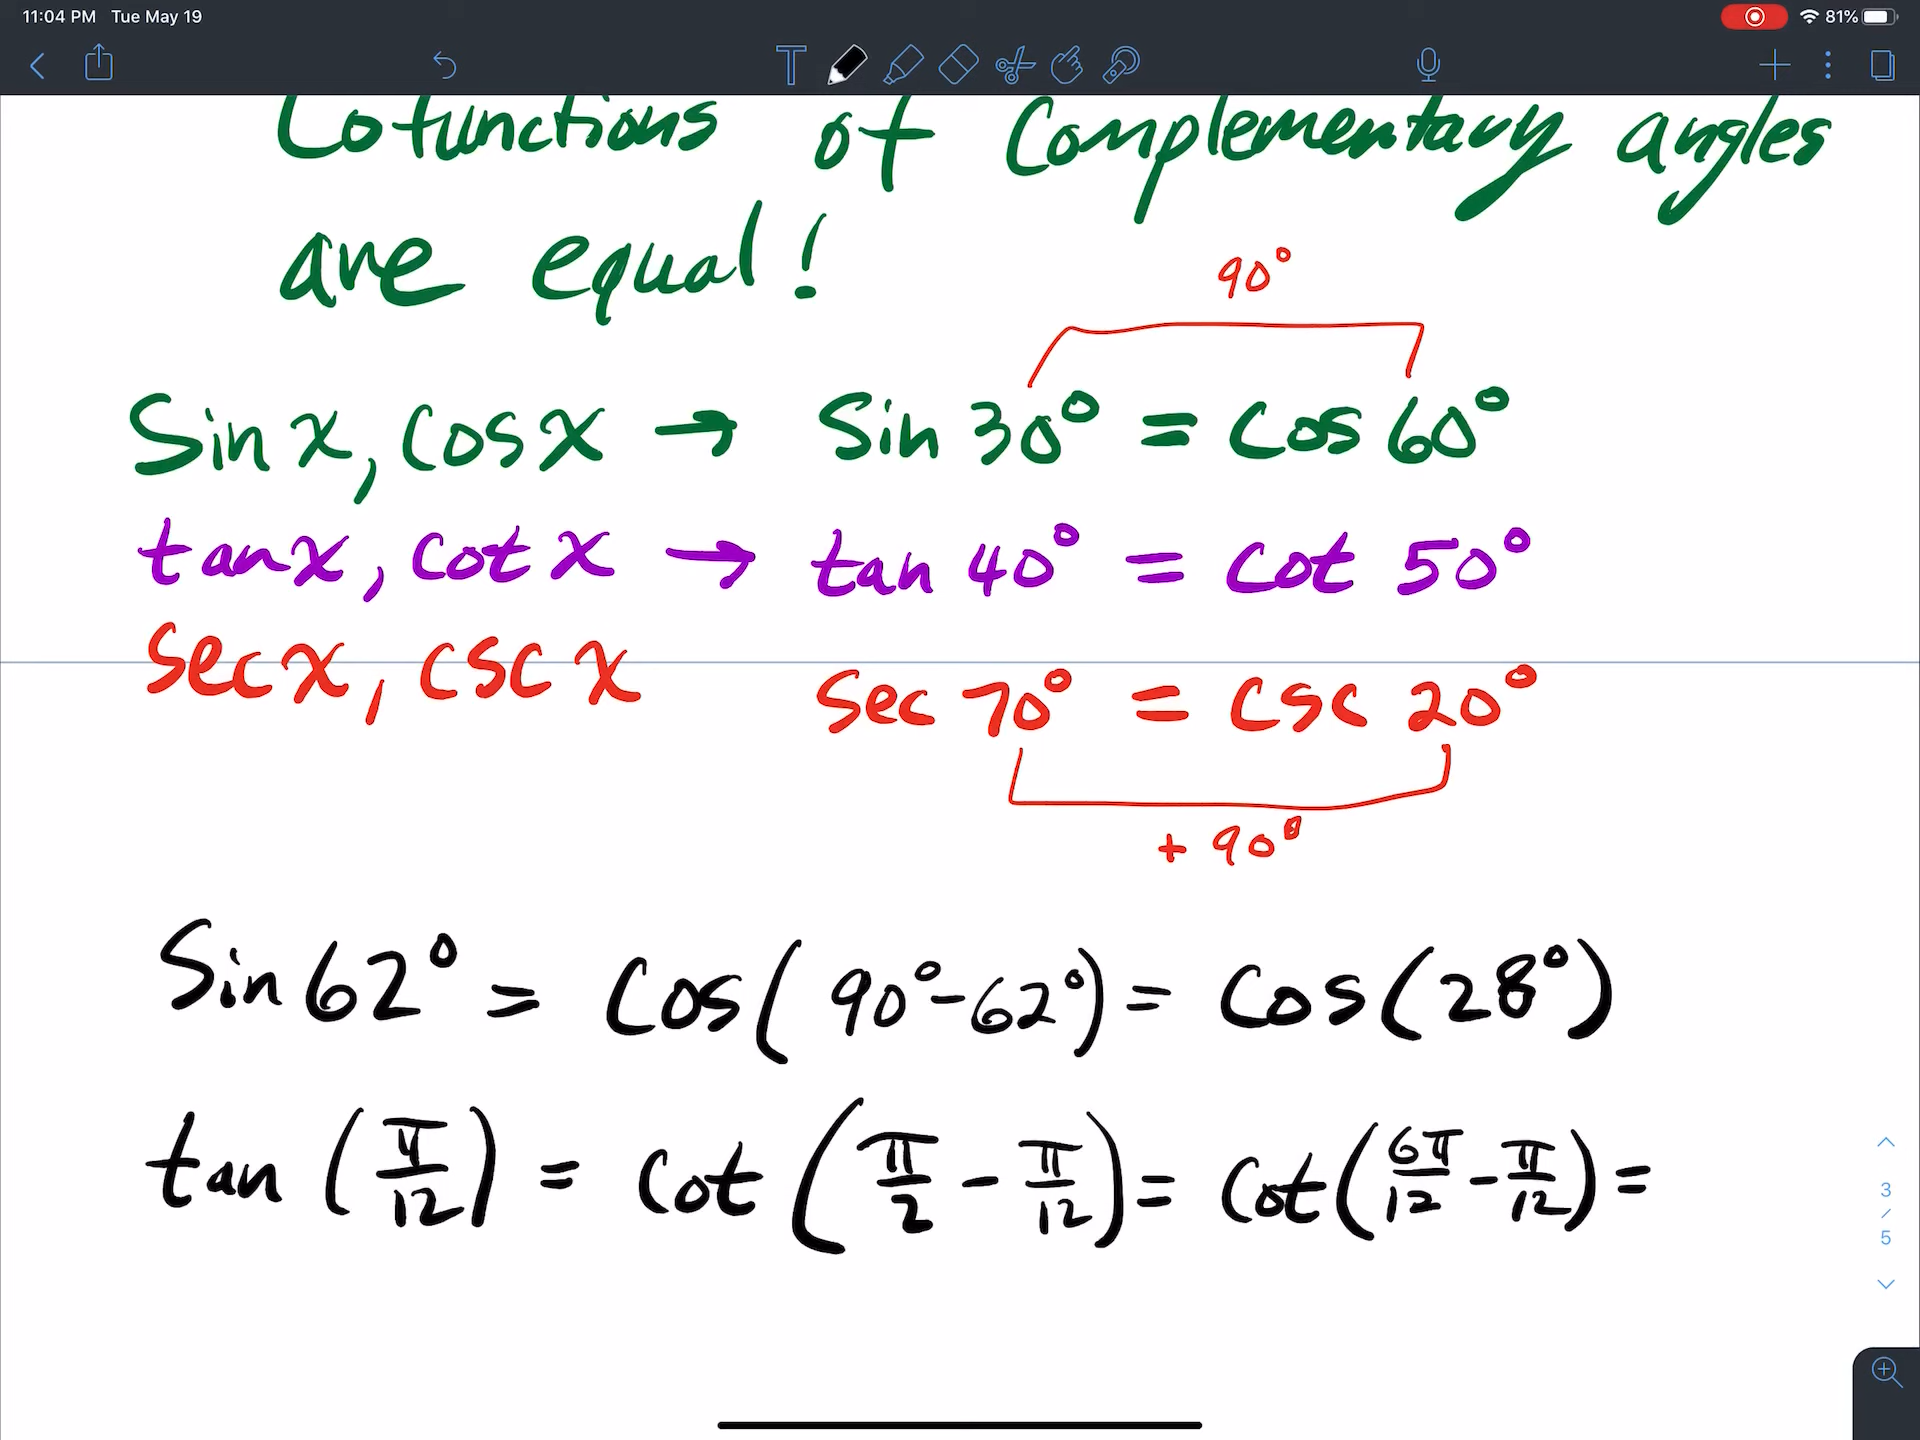 11:04 PM Tue May 19 81%
T
Cofunctions of Complementary angles
are equal!
90°
Sin x, Cos x → Sin 30° = Cos 60°
tan x, cot x → tan 40° = cot 50°
Sec x, csc x Sec 70° = csc 20°
+ 90°
Sin 62° = Cos(90°-62°) = Cos(28°)
tan (π/12) = cot (π/2 - π/12) = cot(6π/12 - π/12) =
3
/
5